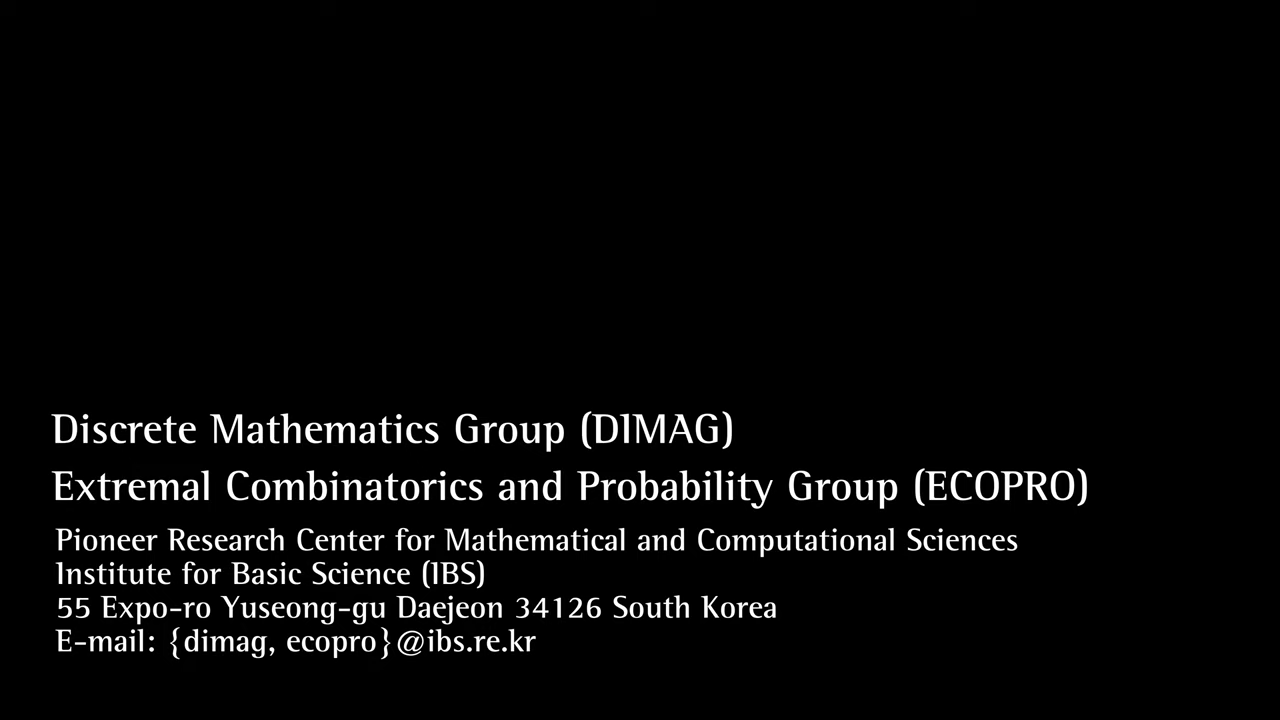 Discrete Mathematics Group (DIMAG)
Extremal Combinatorics and Probability Group (ECOPRO)
Pioneer Research Center for Mathematical and Computational Sciences
Institute for Basic Science (IBS)
55 Expo-ro Yuseong-gu Daejeon 34126 South Korea
E-mail: {dimag, ecopro}@ibs.re.kr